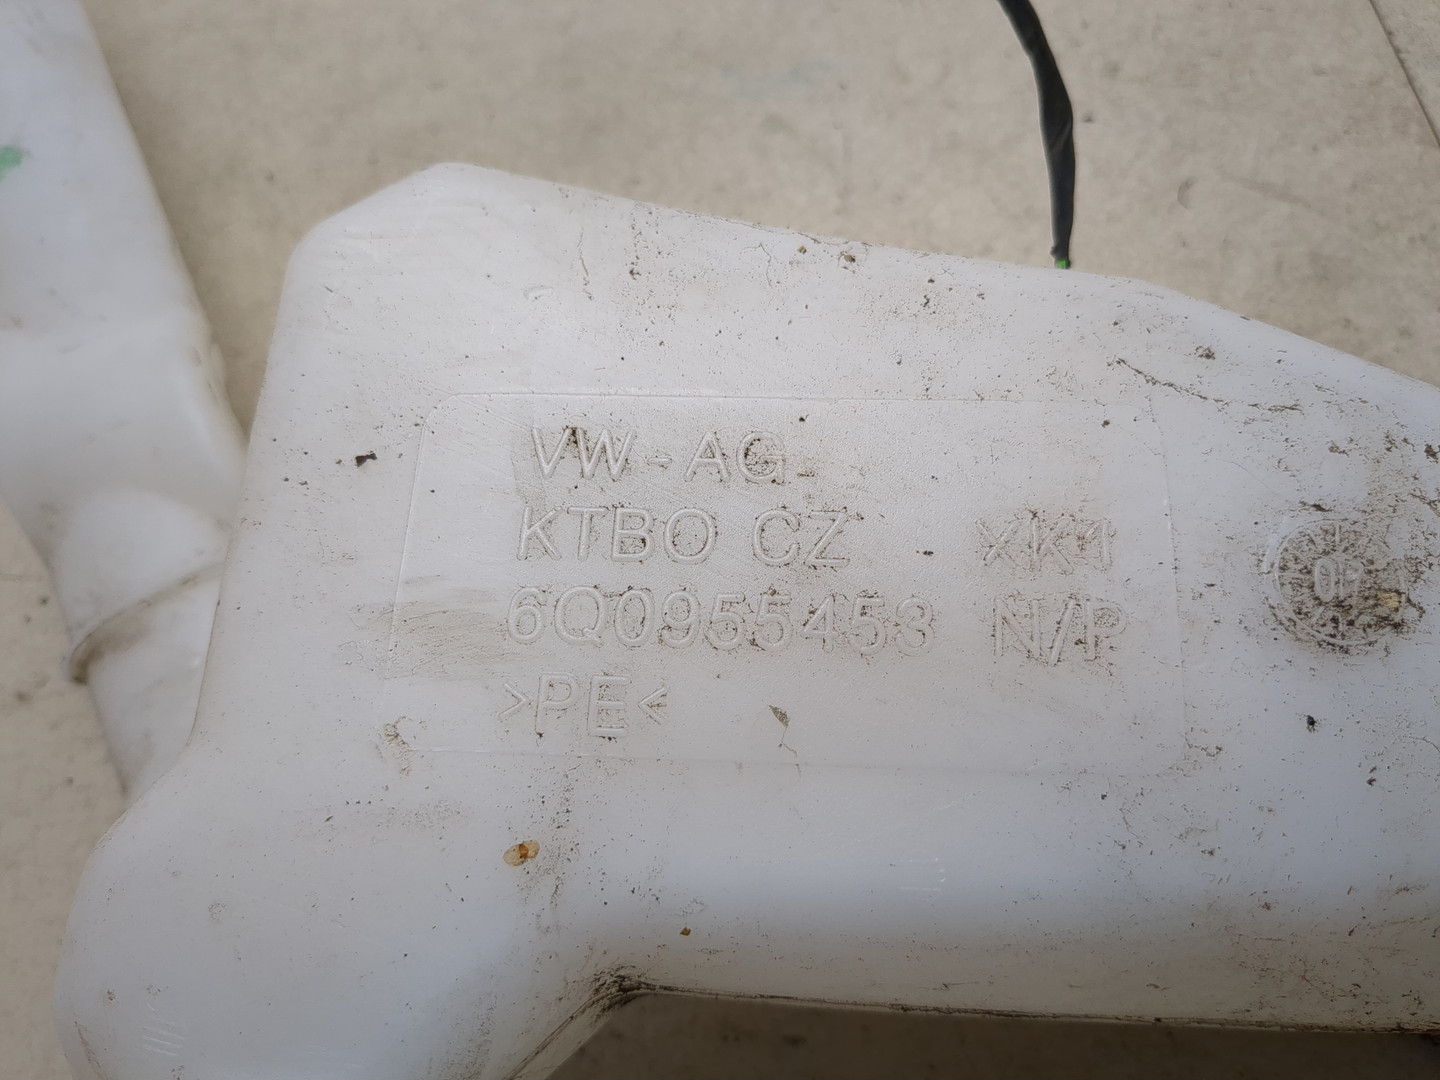 VW-AG
KTBO CZ XK1
6Q0955453 N/P
>PE<